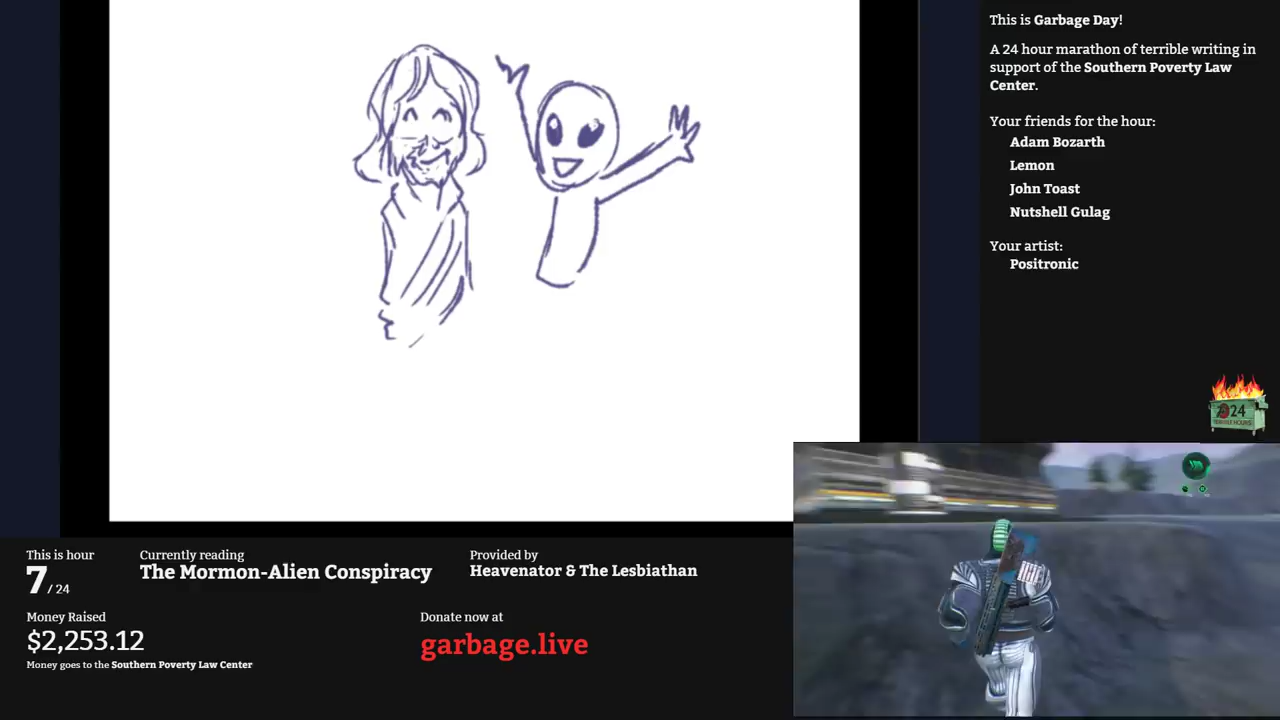 This is Garbage Day!
A 24 hour marathon of terrible writing in
support of the Southern Poverty Law
Center.
Your friends for the hour:
Adam Bozarth
Lemon
John Toast
Nutshell Gulag
Your artist:
Positronic
2024
This is hour
7 / 24
Currently reading
The Mormon-Alien Conspiracy
Provided by
Heavenator & The Lesbiathan
Money Raised
$2,253.12
Money goes to the Southern Poverty Law Center
Donate now at
garbage.live